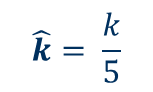 k̂ = k/5